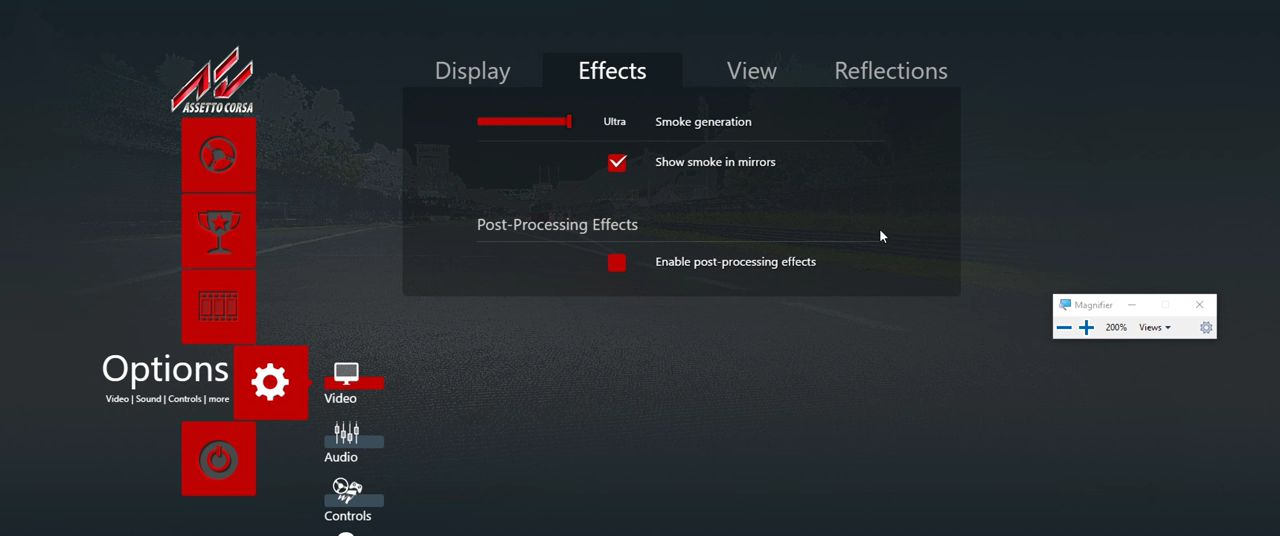 ASSETTO CORSA
Display
Effects
View
Reflections
Ultra
Smoke generation
Show smoke in mirrors
Post-Processing Effects
Enable post-processing effects
Magnifier
200%
Views
Options
Video | Sound | Controls | more
Video
Audio
Controls